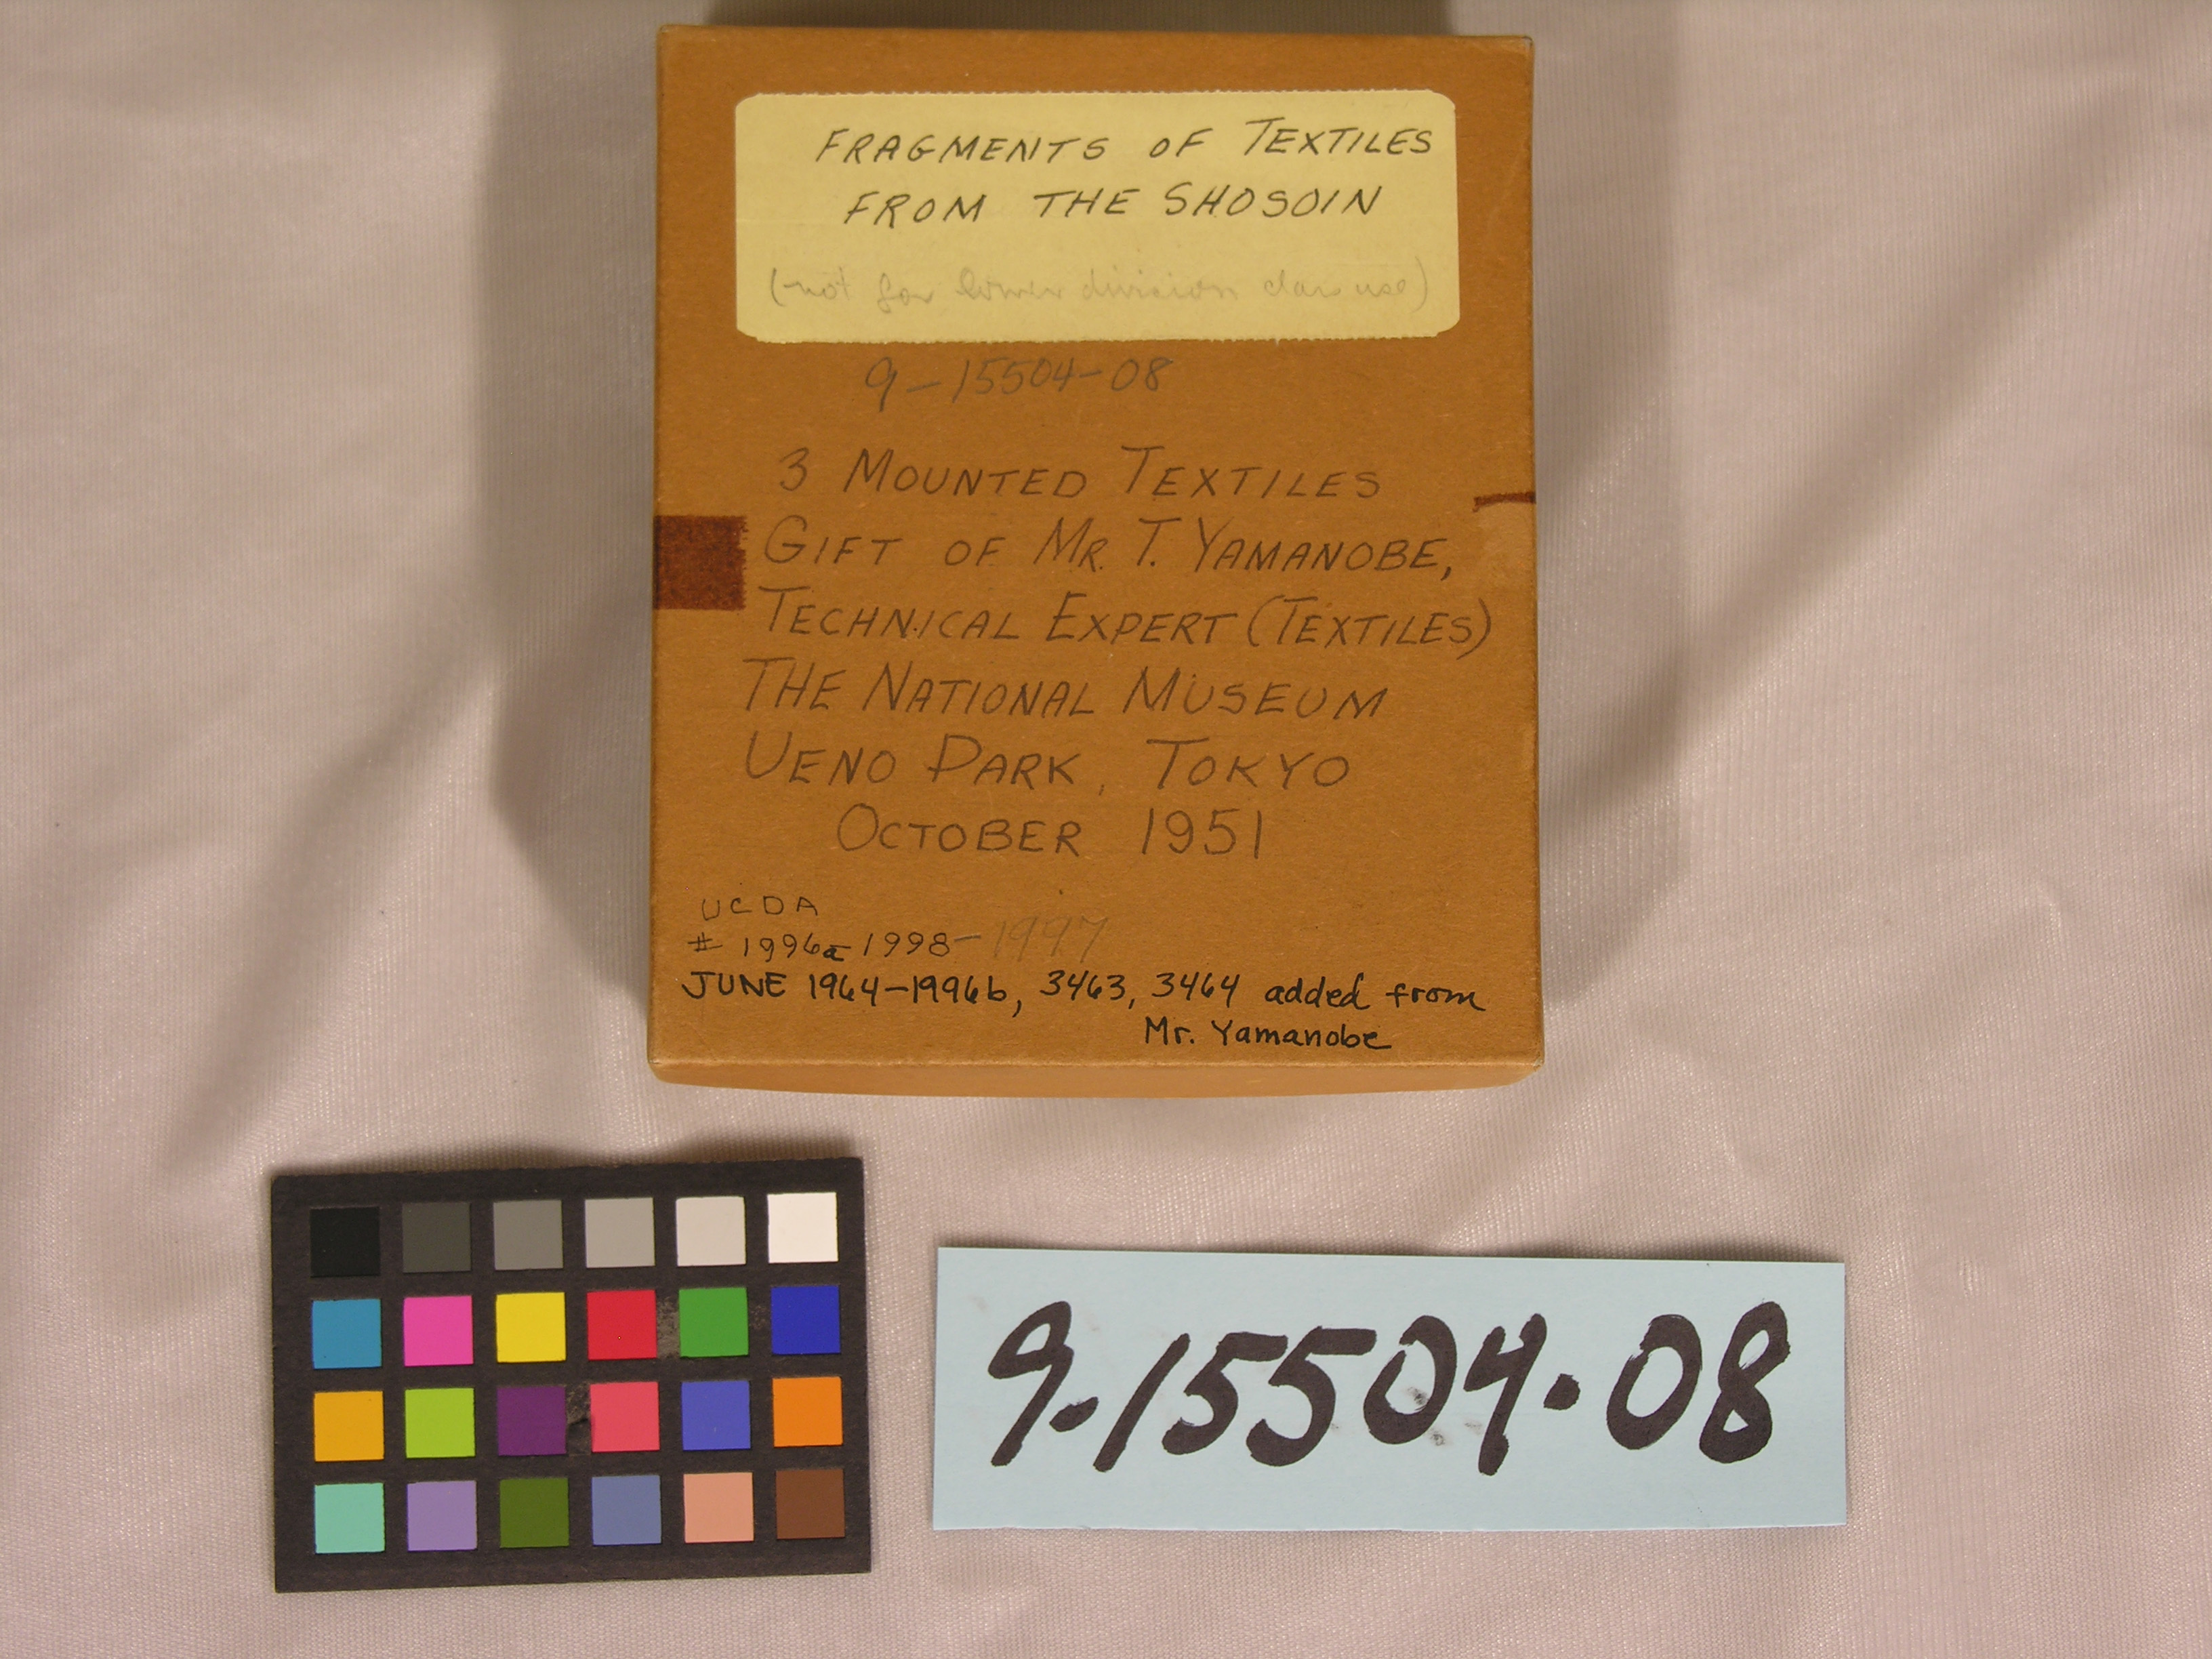 FRAGMENTS OF TEXTILES
FROM THE SHOSOIN
(not for lower division class use)
9-15504-08
3 MOUNTED TEXTILES
GIFT OF MR. T. YAMANOBE,
TECHNICAL EXPERT (TEXTILES)
THE NATIONAL MUSEUM
UENO PARK, TOKYO
OCTOBER 1951
UCDA
# 1996a 1998-1997
JUNE 1964-1996b, 3463, 3464 added from
Mr. Yamanobe
9-15504-08